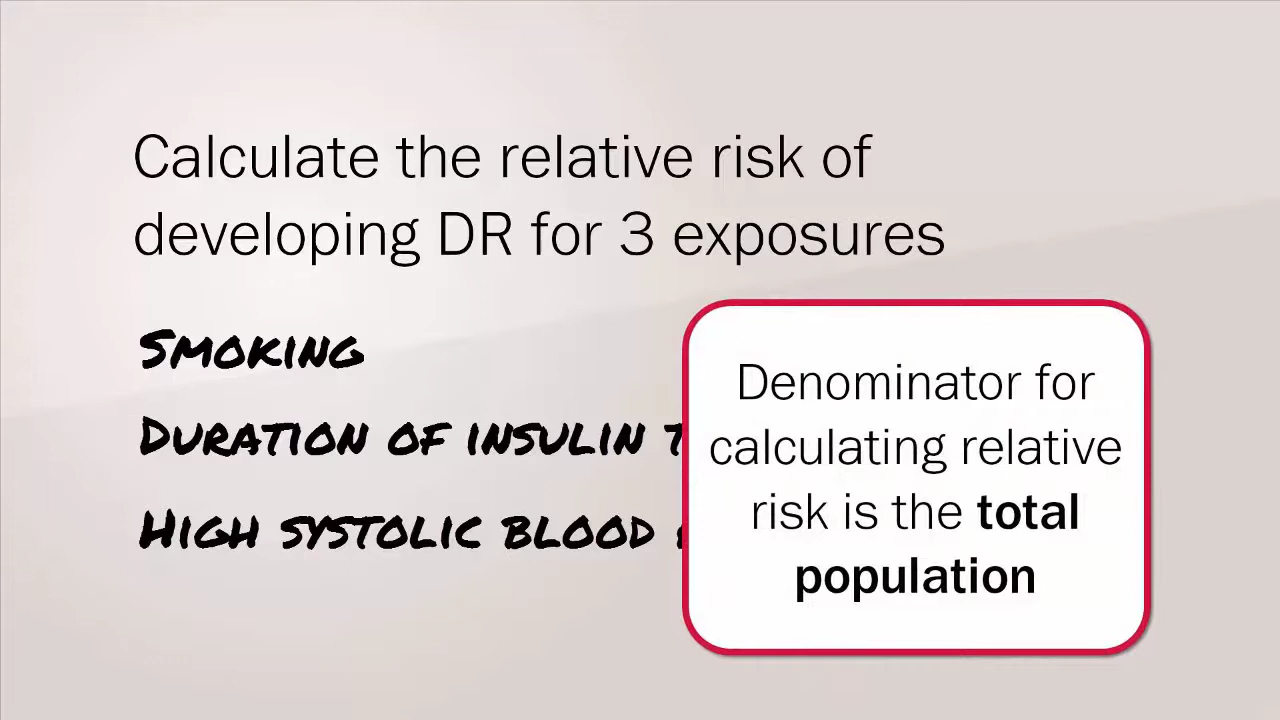 Calculate the relative risk of
developing DR for 3 exposures
Smoking
Duration of insulin
High systolic blood
Denominator for
calculating relative
risk is the total
population